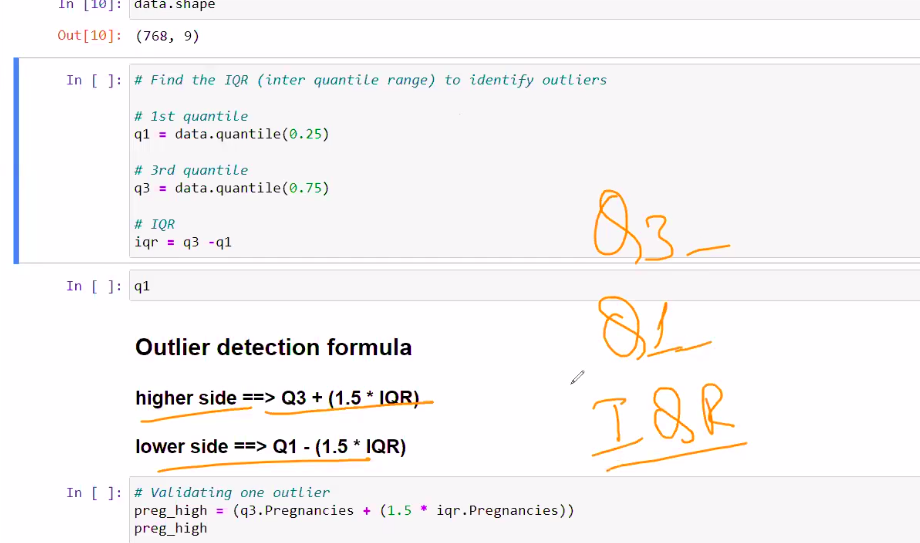 In [10]: data.shape
Out[10]: (768, 9)
In [ ]: # Find the IQR (inter quantile range) to identify outliers
# 1st quantile
q1 = data.quantile(0.25)
# 3rd quantile
q3 = data.quantile(0.75)
# IQR
iqr = q3 -q1
Q3
In [ ]: q1
Q1
Outlier detection formula
higher side ==> Q3 + (1.5 * IQR)
IQR
lower side ==> Q1 - (1.5 * IQR)
In [ ]: # Validating one outlier
preg_high = (q3.Pregnancies + (1.5 * iqr.Pregnancies))
preg_high